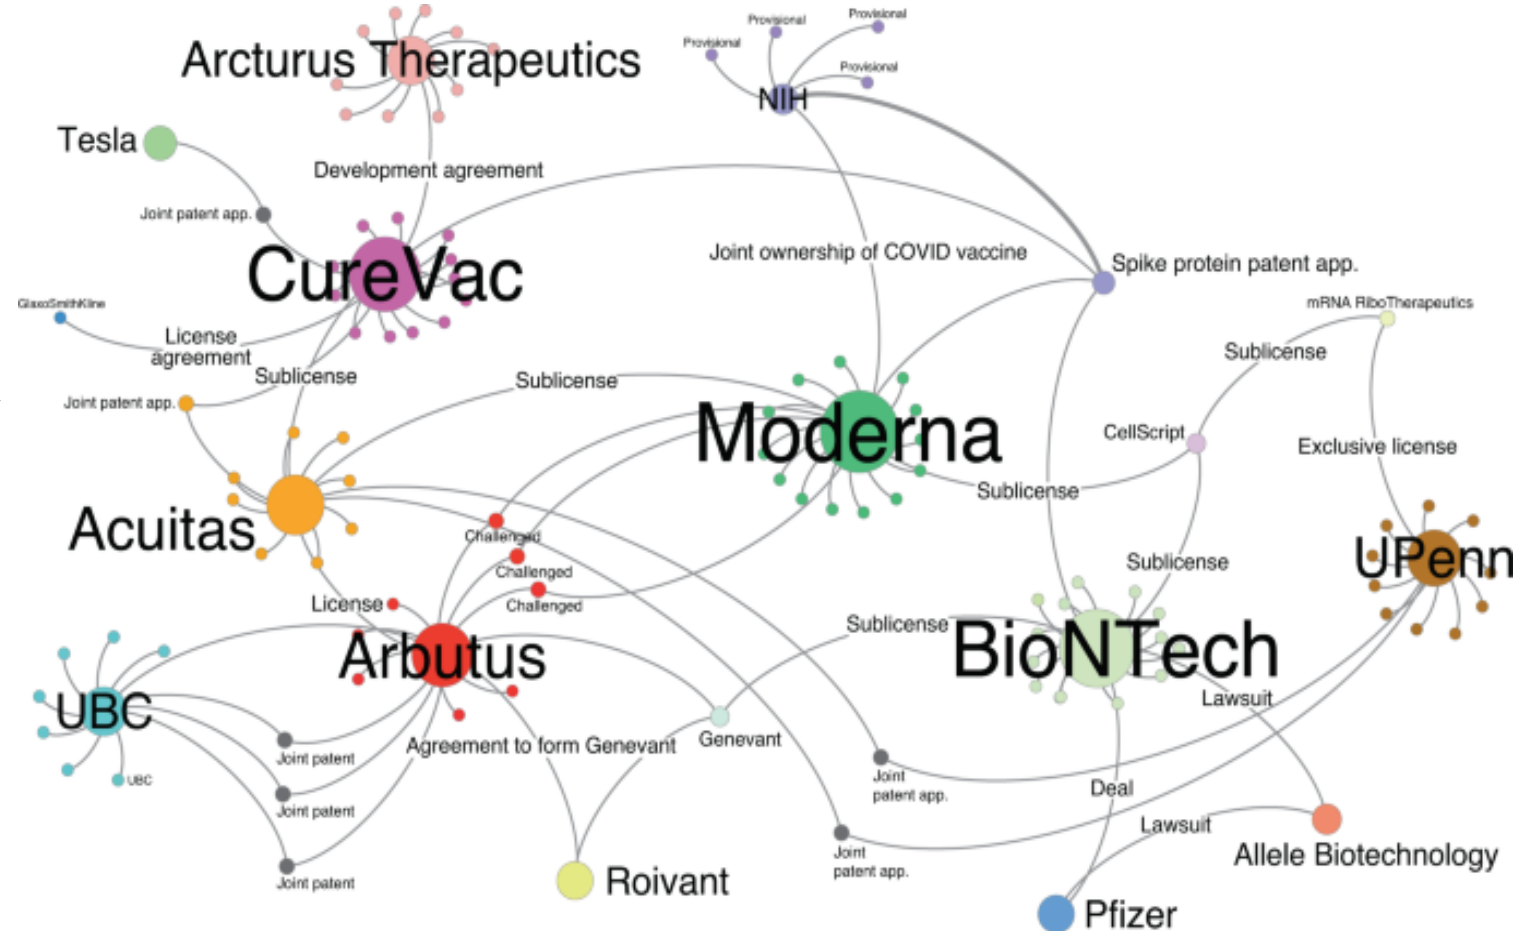 Provisional
Provisional
Provisional
Provisional
Arcturus Therapeutics
NIH
Tesla
Development agreement
Joint patent app.
CureVac
Joint ownership of COVID vaccine
Spike protein patent app.
GlaxoSmithKline
mRNA RiboTherapeutics
License
agreement
Sublicense
Sublicense
Sublicense
Joint patent app.
Moderna
CellScript
Exclusive license
Sublicense
Acuitas
Challenged
Challenged
Challenged
Sublicense
UPenn
License
Arbutus
Sublicense
BioNTech
UBC
Lawsuit
Agreement to form Genevant
Genevant
Joint patent
UBC
Joint
patent app.
Deal
Joint patent
Lawsuit
Joint
patent app.
Allele Biotechnology
Joint patent
Roivant
Pfizer